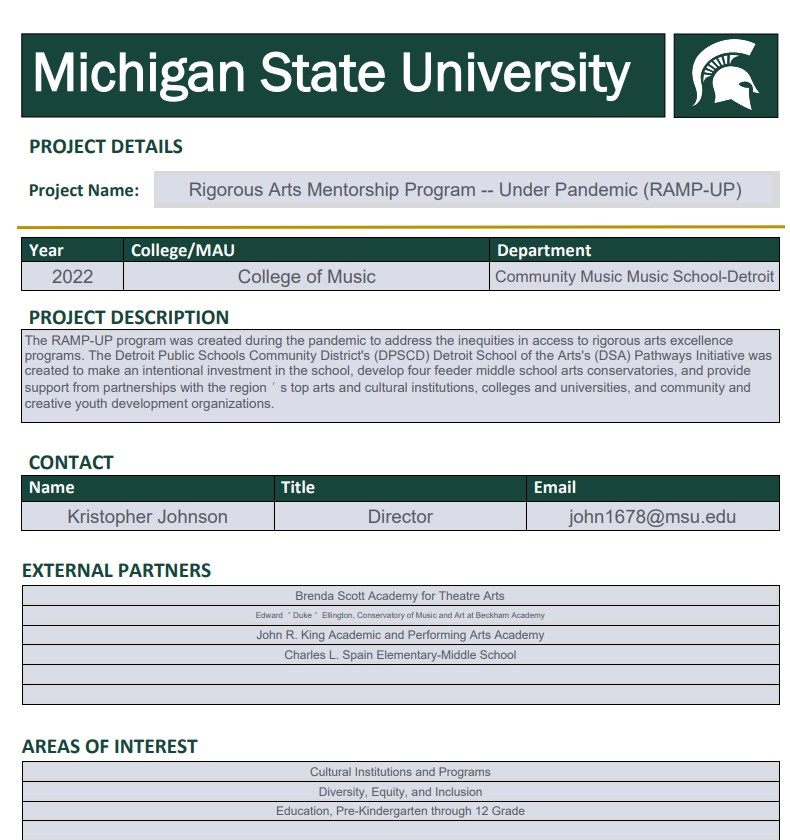 Michigan State University
PROJECT DETAILS
Project Name: Rigorous Arts Mentorship Program -- Under Pandemic (RAMP-UP)
Year College/MAU Department
2022 College of Music Community Music Music School-Detroit
PROJECT DESCRIPTION
The RAMP-UP program was created during the pandemic to address the inequities in access to rigorous arts excellence
programs. The Detroit Public Schools Community District's (DPSCD) Detroit School of the Arts's (DSA) Pathways Initiative was
created to make an intentional investment in the school, develop four feeder middle school arts conservatories, and provide
support from partnerships with the region ' s top arts and cultural institutions, colleges and universities, and community and
creative youth development organizations.
CONTACT
Name Title Email
Kristopher Johnson Director john1678@msu.edu
EXTERNAL PARTNERS
Brenda Scott Academy for Theatre Arts
Edward " Duke " Ellington, Conservatory of Music and Art at Beckham Academy
John R. King Academic and Performing Arts Academy
Charles L. Spain Elementary-Middle School
AREAS OF INTEREST
Cultural Institutions and Programs
Diversity, Equity, and Inclusion
Education, Pre-Kindergarten through 12 Grade